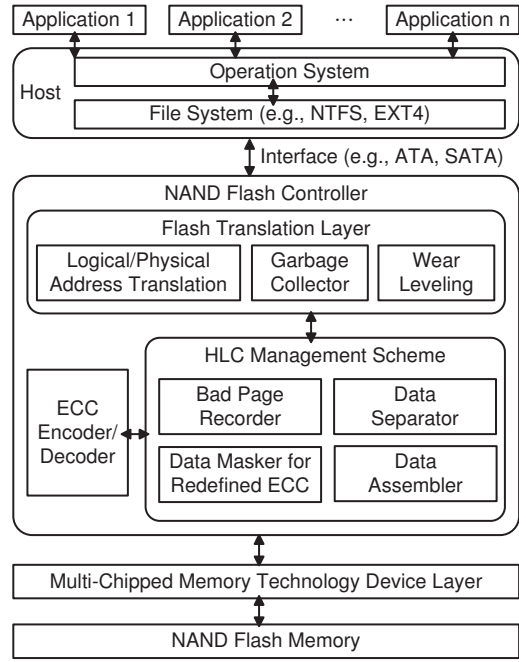 Application 1 Application 2 ... Application n
Operation System
Host
File System (e.g., NTFS, EXT4)
Interface (e.g., ATA, SATA)
NAND Flash Controller
Flash Translation Layer
Logical/Physical
Address Translation
Garbage
Collector
Wear
Leveling
HLC Management Scheme
ECC
Encoder/
Decoder
Bad Page
Recorder
Data
Separator
Data Masker for
Redefined ECC
Data
Assembler
Multi-Chipped Memory Technology Device Layer
NAND Flash Memory